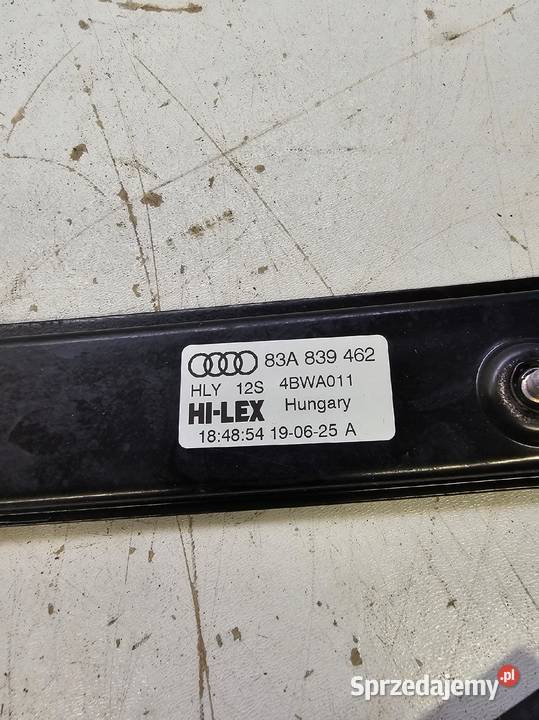 83A 839 462
HLY 12S 4BWA011
HI-LEX Hungary
18:48:54 19-06-25 A
Sprzedajemy.pl